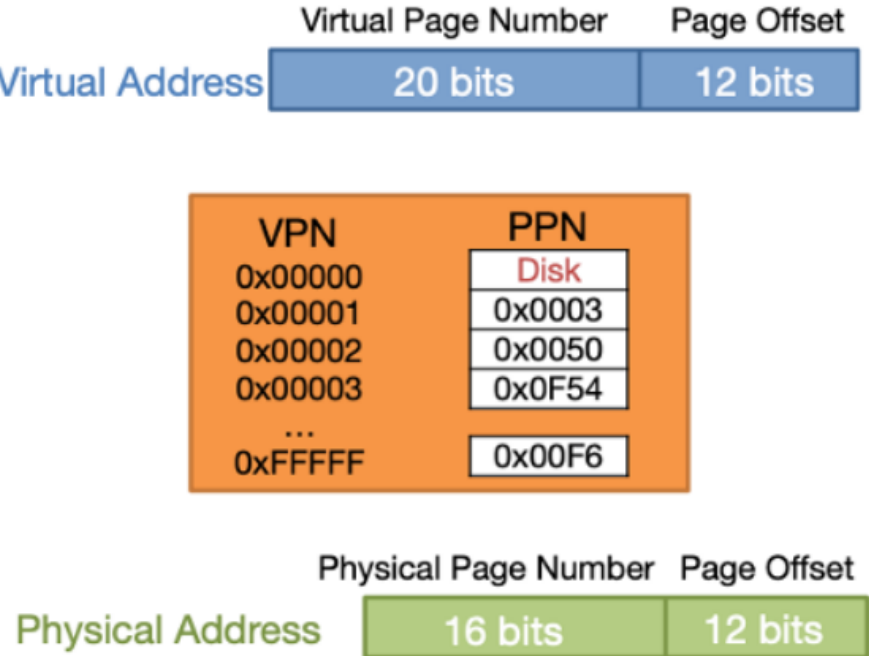 Virtual Page Number Page Offset
Virtual Address 20 bits 12 bits
VPN PPN
0x00000 Disk
0x00001 0x0003
0x00002 0x0050
0x00003 0x0F54
...
0xFFFFF 0x00F6
Physical Page Number Page Offset
Physical Address 16 bits 12 bits